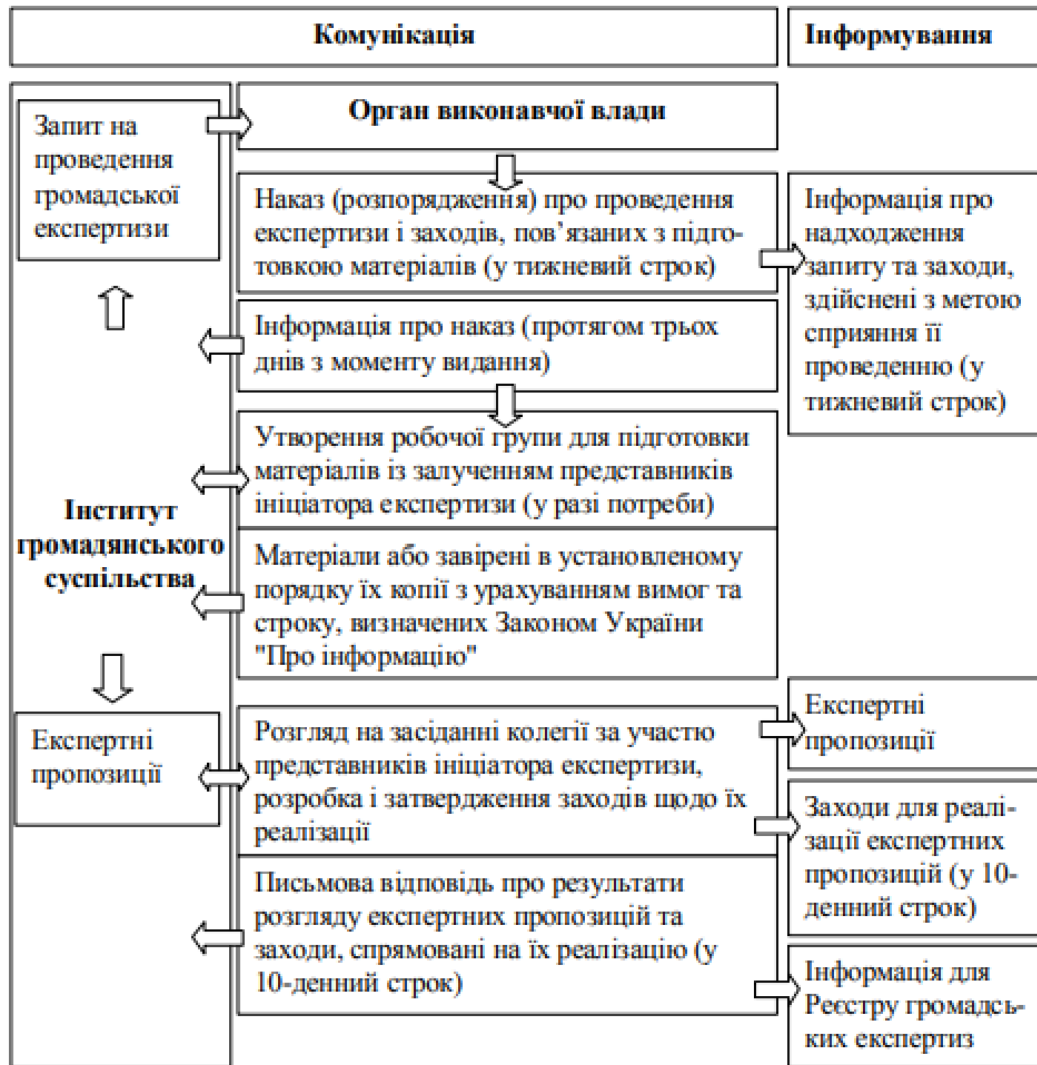 Комунікація
Інформування
Запит на
проведення
громадської
експертизи
Орган виконавчої влади
Наказ (розпорядження) про проведення
експертизи і заходів, пов’язаних з підго-
товкою матеріалів (у тижневий строк)
Інформація про
надходження
запиту та заходи,
здійснені з метою
сприяння її
проведенню (у
тижневий строк)
Інформація про наказ (протягом трьох
днів з моменту видання)
Утворення робочої групи для підготовки
матеріалів із залученням представників
ініціатора експертизи (у разі потреби)
Інститут
громадянського
суспільства
Матеріали або завірені в установленому
порядку їх копії з урахуванням вимог та
строку, визначених Законом України
"Про інформацію"
Експертні
пропозиції
Розгляд на засіданні колегії за участю
представників ініціатора експертизи,
розробка і затвердження заходів щодо їх
реалізації
Експертні
пропозиції
Заходи для реалі-
зації експертних
пропозицій (у 10-
денний строк)
Письмова відповідь про результати
розгляду експертних пропозицій та
заходи, спрямовані на їх реалізацію (у
10-денний строк)
Інформація для
Реєстру громадсь-
ких експертиз